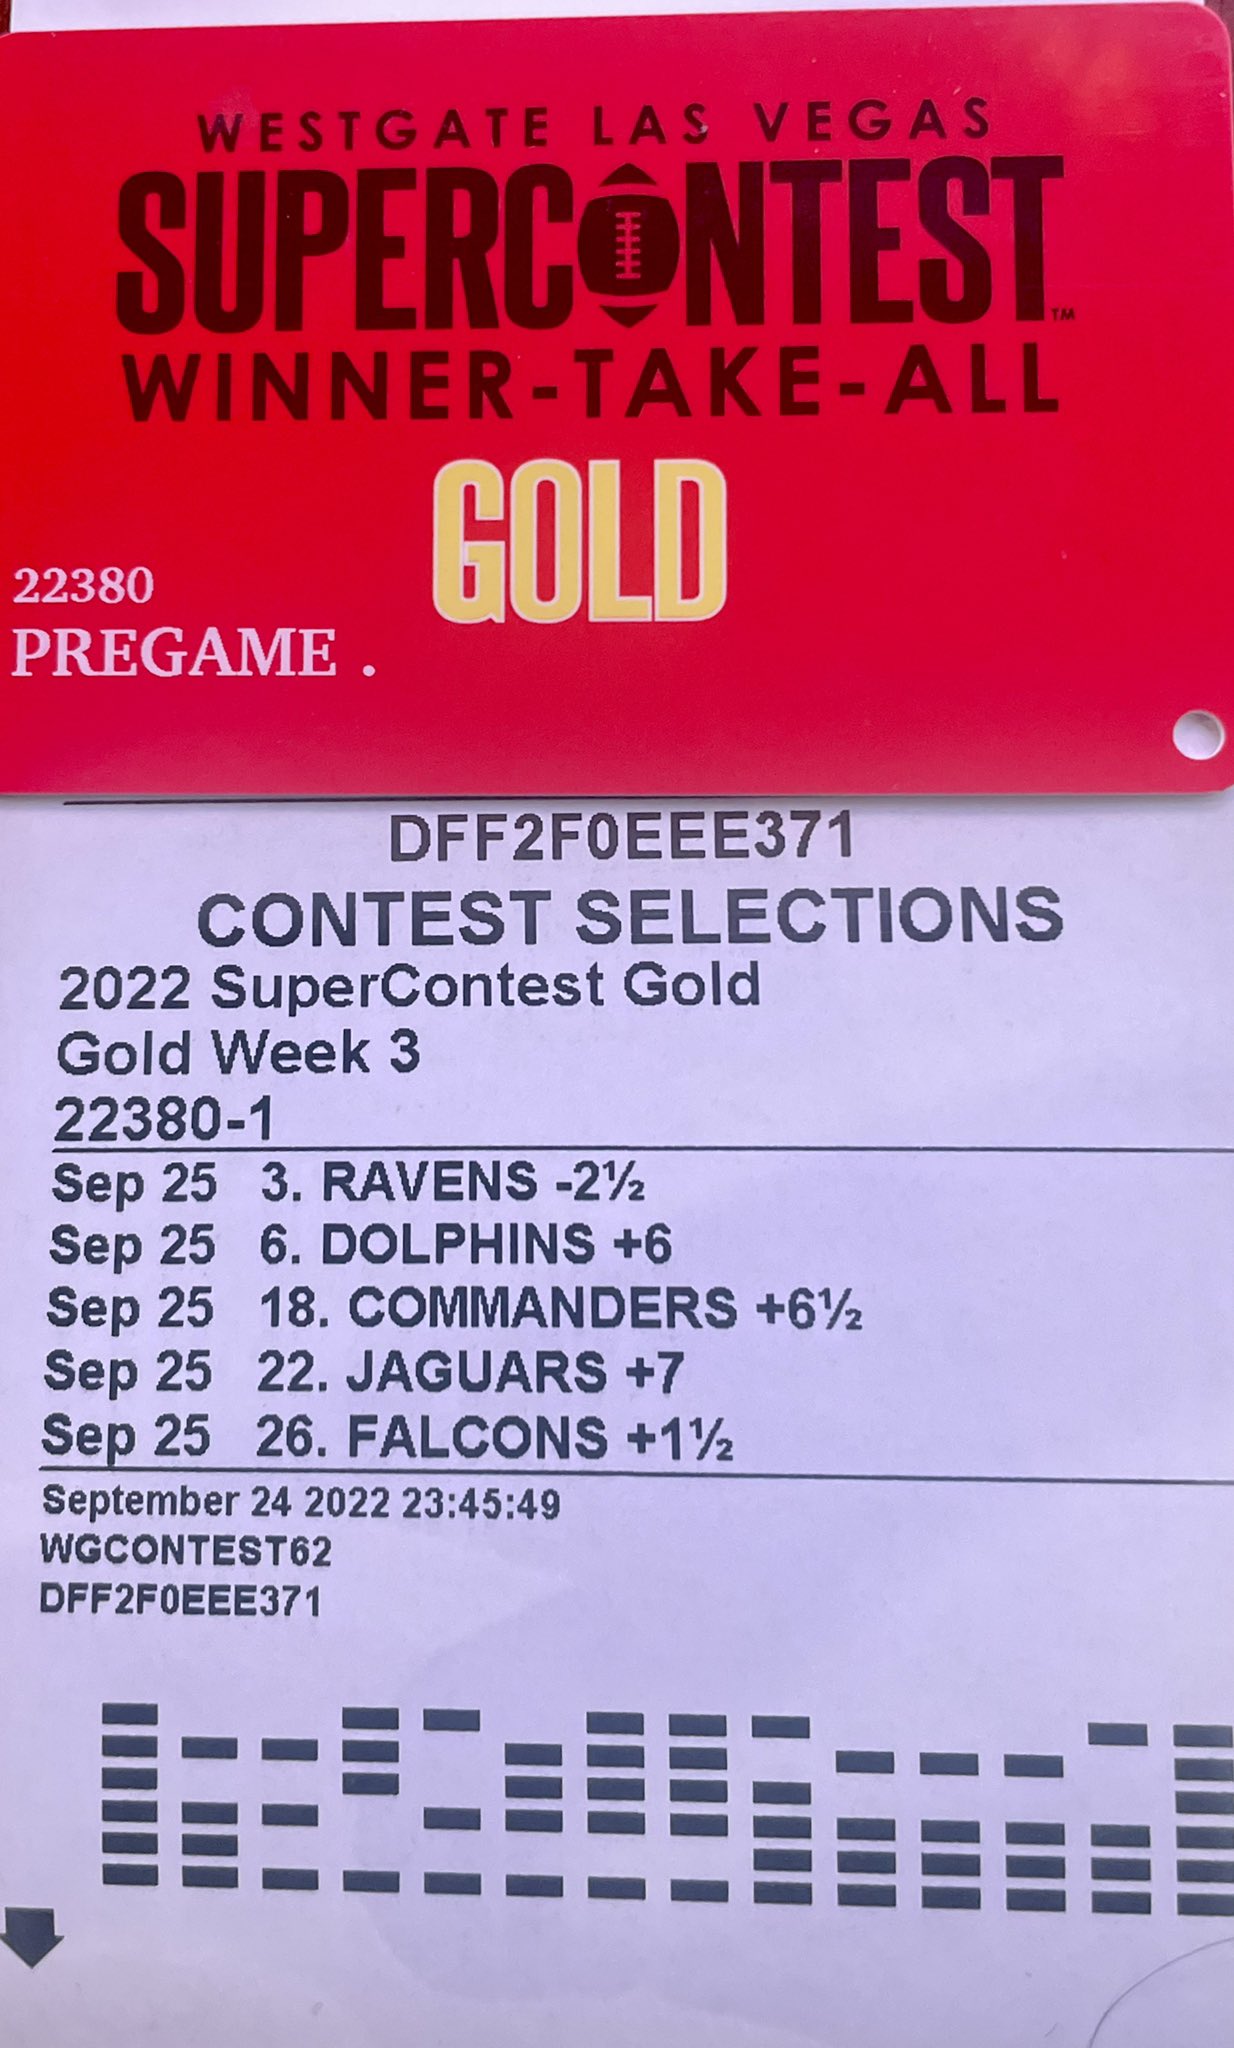 WESTGATE LAS VEGAS
SUPERCONTEST™
WINNER-TAKE-ALL
GOLD
22380
PREGAME .
DFF2F0EEE371
CONTEST SELECTIONS
2022 SuperContest Gold
Gold Week 3
22380-1
Sep 25 3. RAVENS -2½
Sep 25 6. DOLPHINS +6
Sep 25 18. COMMANDERS +6½
Sep 25 22. JAGUARS +7
Sep 25 26. FALCONS +1½
September 24 2022 23:45:49
WGCONTEST62
DFF2F0EEE371